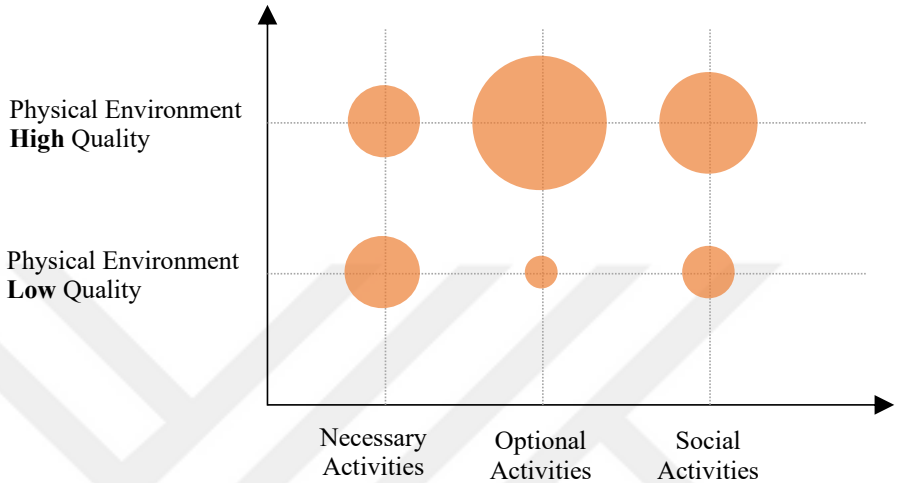 Physical Environment
High Quality
Physical Environment
Low Quality
Necessary
Activities
Optional
Activities
Social
Activities